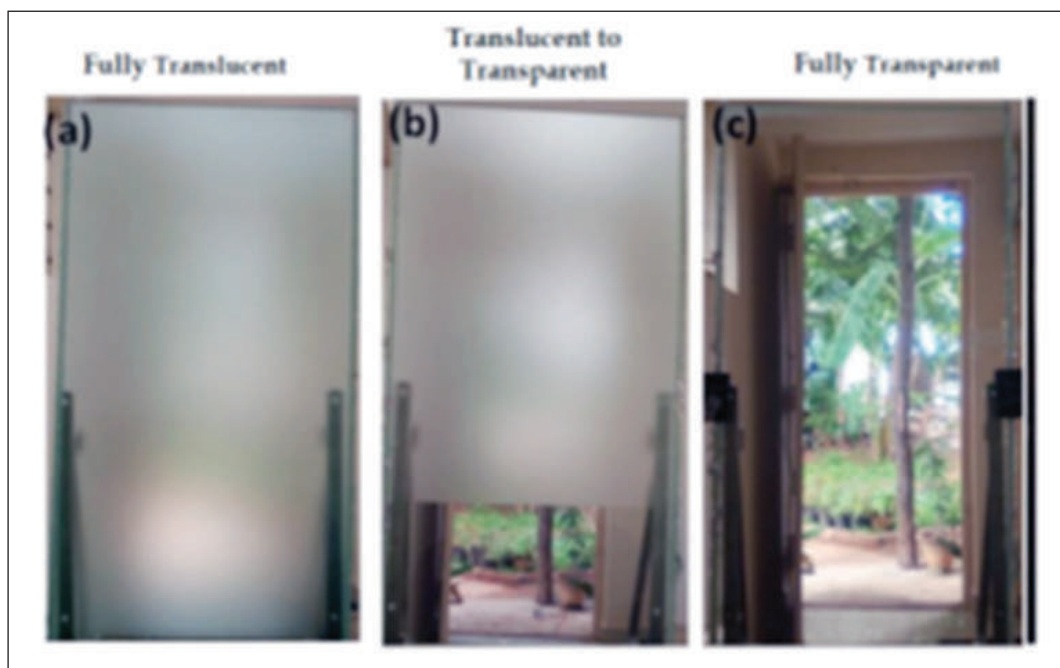 Fully Translucent
Translucent to
Transparent
Fully Transparent
(a)
(b)
(c)